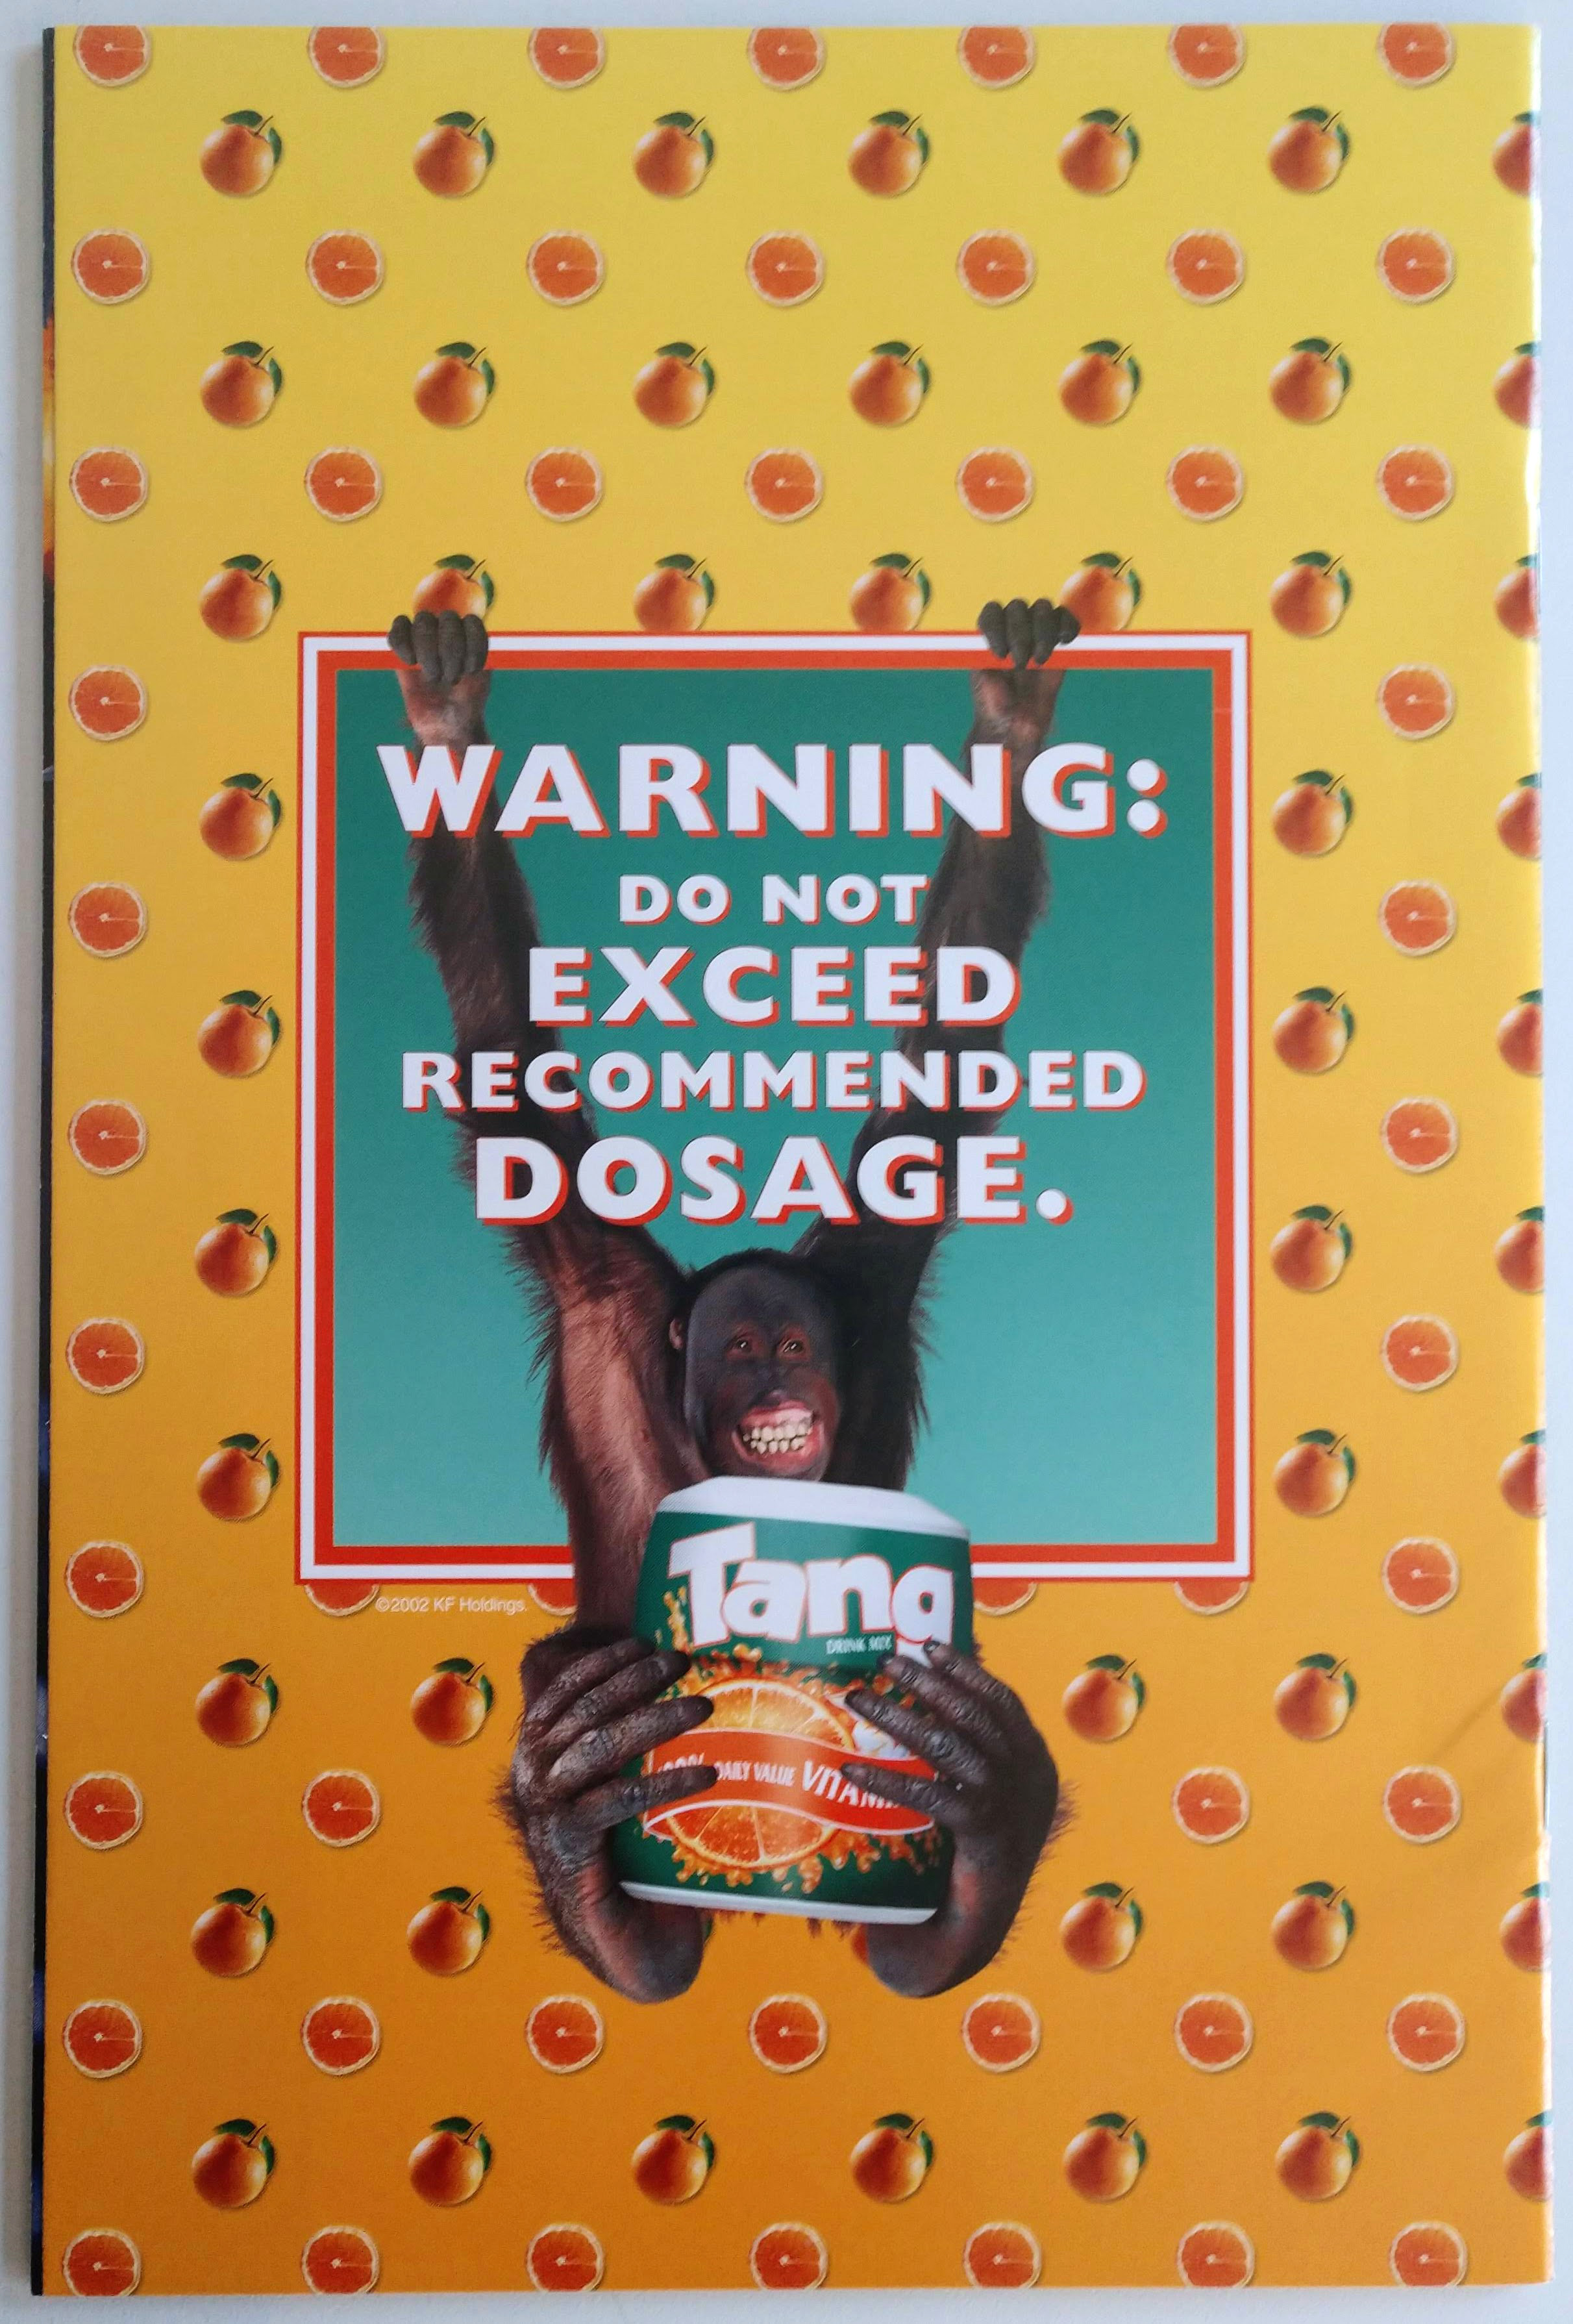 WARNING:
DO NOT
EXCEED
RECOMMENDED
DOSAGE.
©2002 KF Holdings.
Tang
DRINK MIX
DAILY VALUE